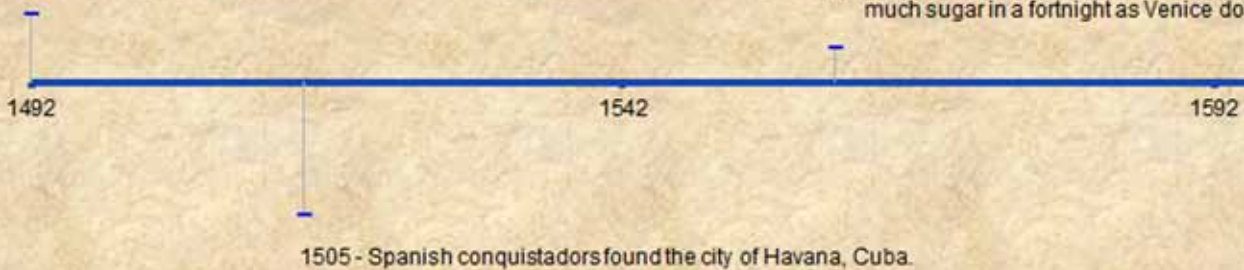 much sugar in a fortnight as Venice do
1492 1542 1592
1505 - Spanish conquistadors found the city of Havana, Cuba.